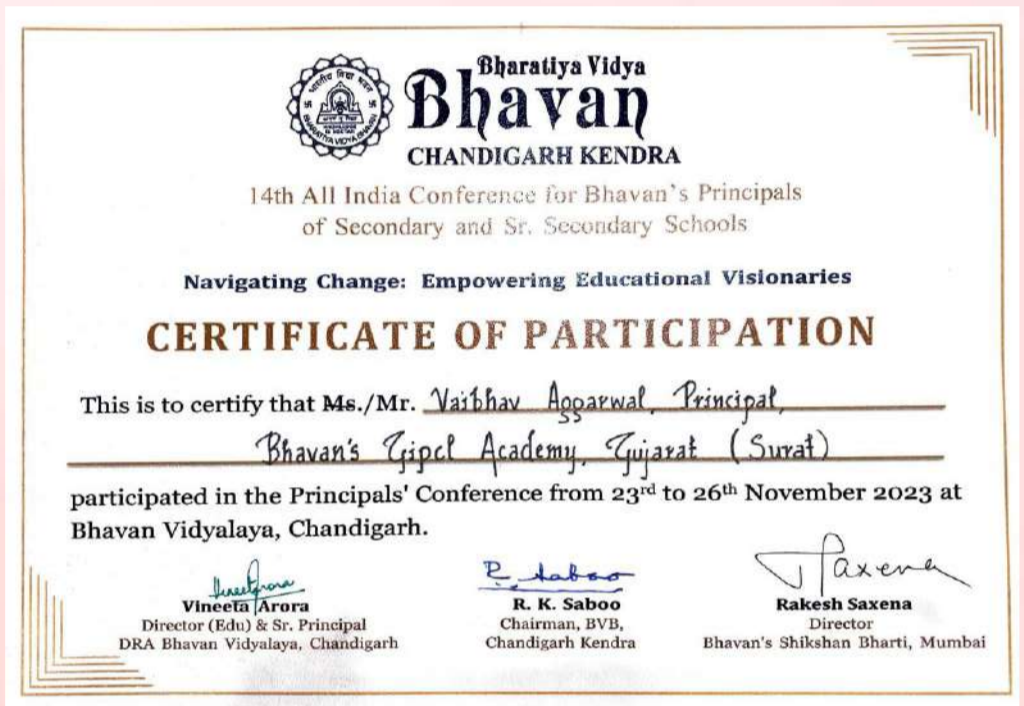 Bharatiya Vidya
Bhavan
CHANDIGARH KENDRA
14th All India Conference for Bhavan's Principals
of Secondary and Sr. Secondary Schools
Navigating Change: Empowering Educational Visionaries
CERTIFICATE OF PARTICIPATION
This is to certify that Ms./Mr. Vaibhav Aggarwal, Principal,
Bhavan's Gipcl Academy, Gujarat (Surat)
participated in the Principals' Conference from 23rd to 26th November 2023 at
Bhavan Vidyalaya, Chandigarh.
Vineeta Arora
Director (Edu) & Sr. Principal
DRA Bhavan Vidyalaya, Chandigarh
R. K. Saboo
Chairman, BVB,
Chandigarh Kendra
Rakesh Saxena
Director
Bhavan's Shikshan Bharti, Mumbai